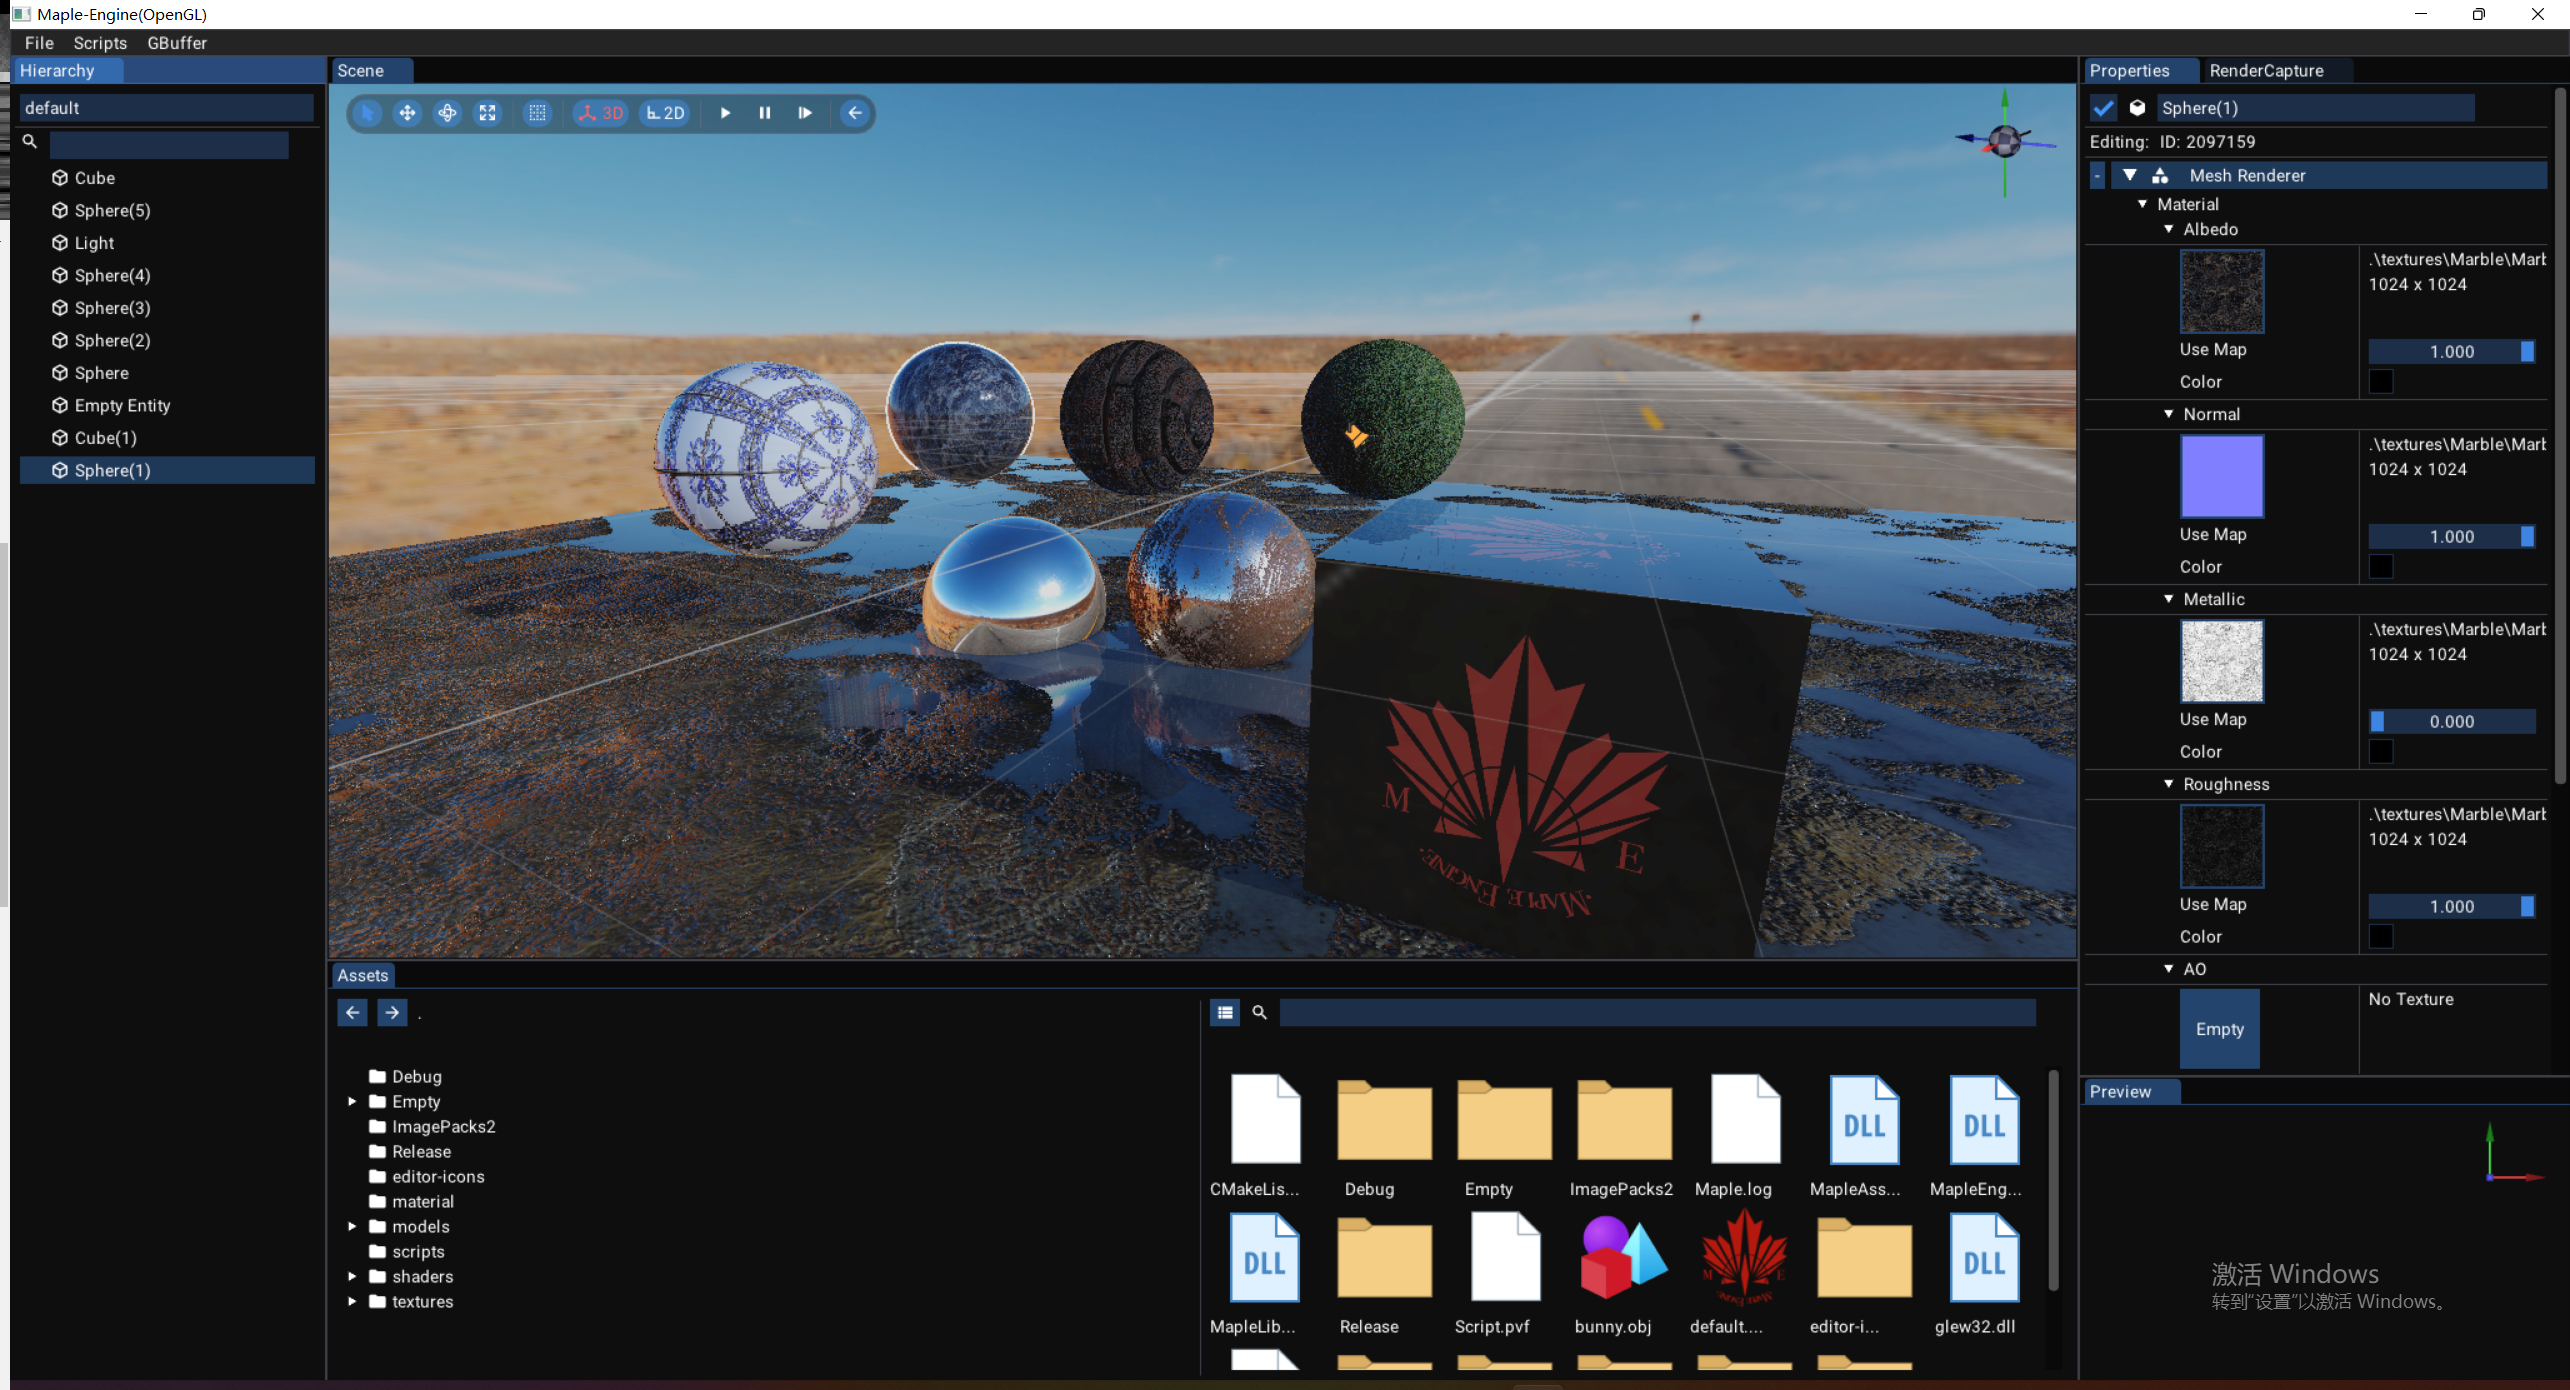 Maple-Engine(OpenGL)
File Scripts GBuffer
Hierarchy
default
Cube
Sphere(5)
Light
Sphere(4)
Sphere(3)
Sphere(2)
Sphere
Empty Entity
Cube(1)
Sphere(1)
Scene
3D 2D
M E
MAPLE ENGINE
Properties RenderCapture
Sphere(1)
Editing: ID: 2097159
- Mesh Renderer
Material
Albedo
.\textures\Marble\Mar
1024 x 1024
Use Map 1.000
Color
Normal
.\textures\Marble\Mar
1024 x 1024
Use Map 1.000
Color
Metallic
.\textures\Marble\Mar
1024 x 1024
Use Map 0.000
Color
Roughness
.\textures\Marble\Mar
1024 x 1024
Use Map 1.000
Color
AO
Empty No Texture
Assets
.
Debug
Empty
ImagePacks2
Release
editor-icons
material
models
scripts
shaders
textures
DLL DLL
CMakeLis... Debug Empty ImagePacks2 Maple.log MapleAss... MapleEng...
DLL M E DLL
MapleLib... Release Script.pvf bunny.obj default.... editor-i... glew32.dll
Preview
激活 Windows
转到"设置"以激活 Windows。